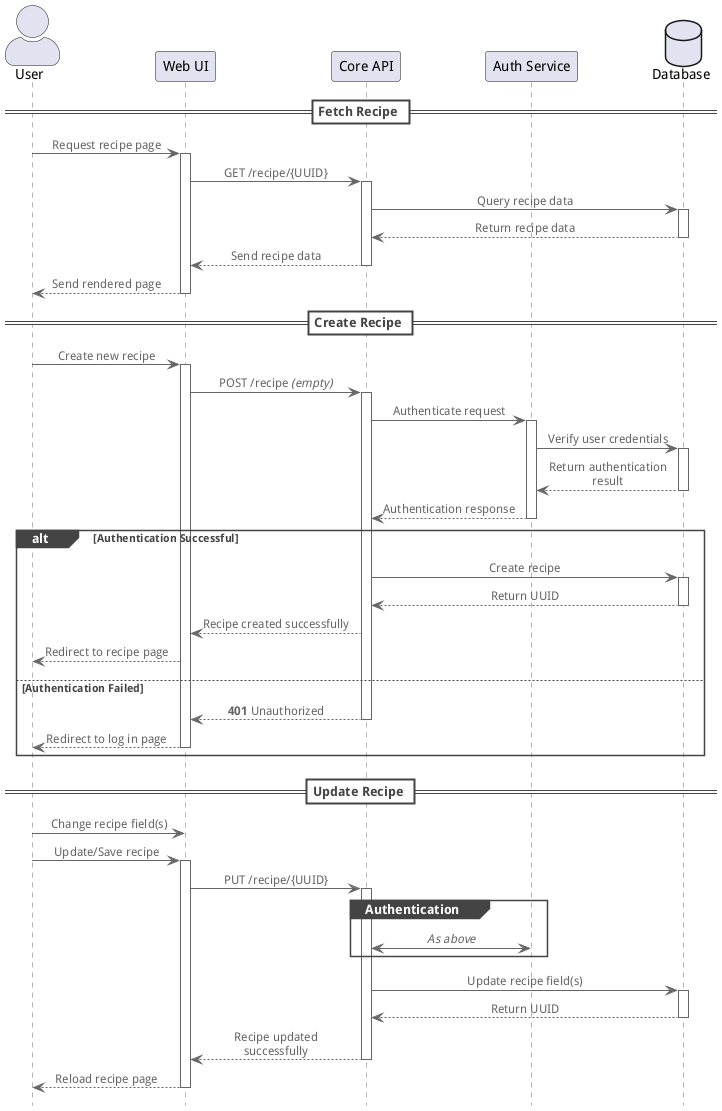 User
Web UI
Core API
Auth Service
Database
Fetch Recipe
Request recipe page
GET /recipe/{UUID}
Query recipe data
Return recipe data
Send recipe data
Send rendered page
Create Recipe
Create new recipe
POST /recipe (empty)
Authenticate request
Verify user credentials
Return authentication
result
Authentication response
alt [Authentication Successful]
Create recipe
Return UUID
Recipe created successfully
Redirect to recipe page
[Authentication Failed]
401 Unauthorized
Redirect to log in page
Update Recipe
Change recipe field(s)
Update/Save recipe
PUT /recipe/{UUID}
Authentication
As above
Update recipe field(s)
Return UUID
Recipe updated
successfully
Reload recipe page